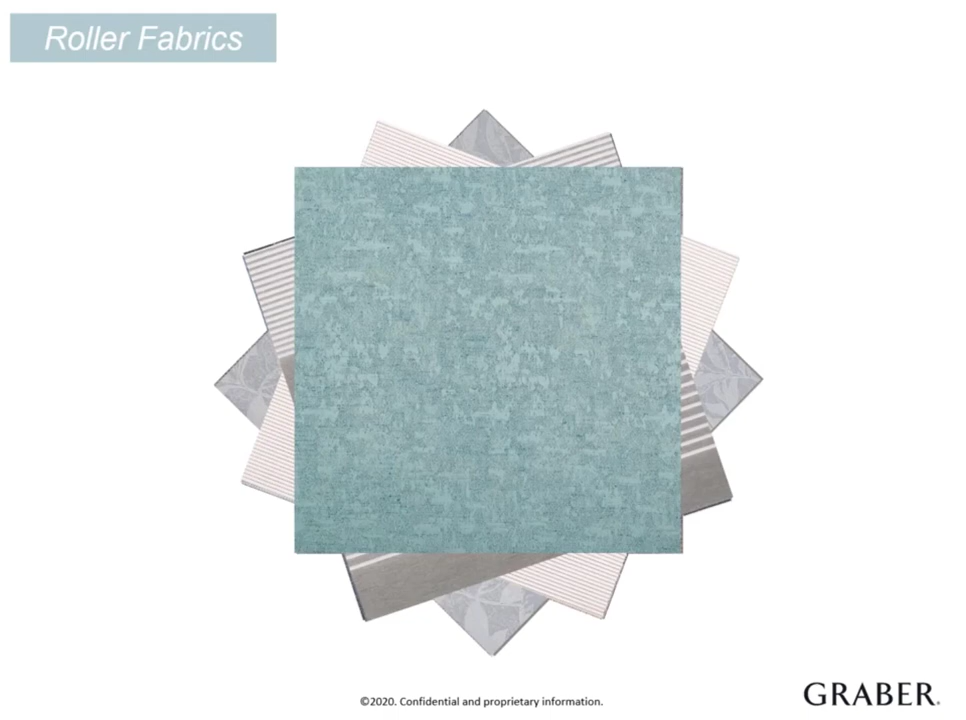 Roller Fabrics
©2020. Confidential and proprietary information.
GRABER.